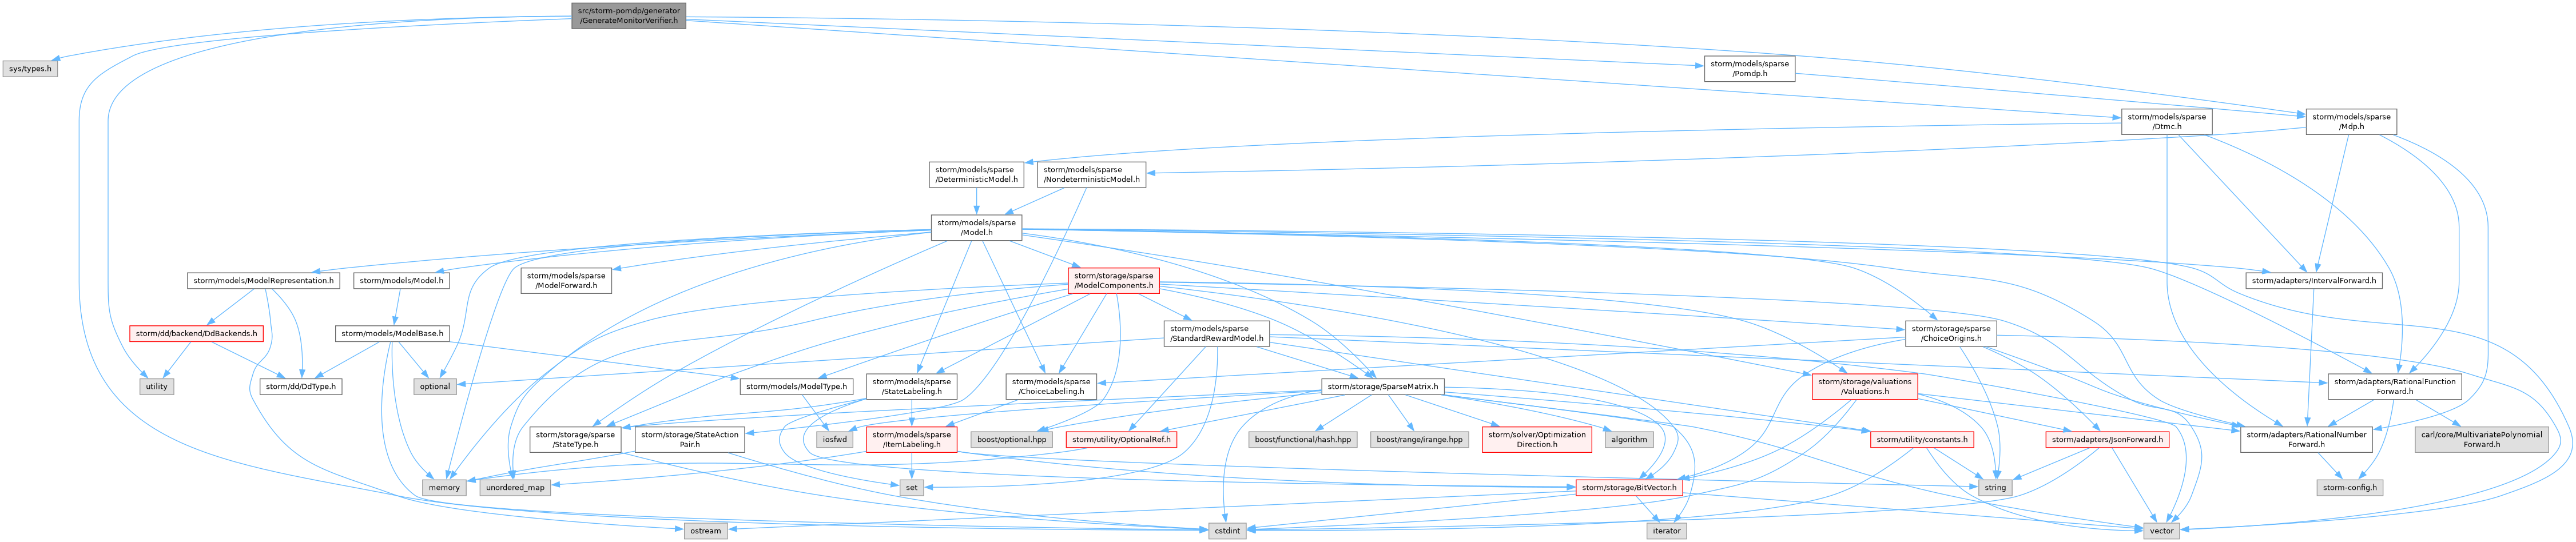 src/storm-pomdp/generator
/GenerateMonitorVerifier.h
sys/types.h
storm/models/sparse
/Pomdp.h
storm/models/sparse
/Dtmc.h
storm/models/sparse
/Mdp.h
storm/models/sparse
/DeterministicModel.h
storm/models/sparse
/NondeterministicModel.h
storm/models/sparse
/Model.h
storm/models/ModelRepresentation.h
storm/models/Model.h
storm/models/sparse
/ModelForward.h
storm/storage/sparse
/ModelComponents.h
storm/adapters/IntervalForward.h
storm/dd/backend/DdBackends.h
storm/models/ModelBase.h
storm/models/sparse
/StandardRewardModel.h
storm/storage/sparse
/ChoiceOrigins.h
utility
storm/dd/DdType.h
optional
storm/models/ModelType.h
storm/models/sparse
/StateLabeling.h
storm/models/sparse
/ChoiceLabeling.h
storm/storage/SparseMatrix.h
storm/storage/valuations
/Valuations.h
storm/adapters/RationalFunction
Forward.h
storm/storage/sparse
/StateType.h
storm/storage/StateAction
Pair.h
iosfwd
storm/models/sparse
/ItemLabeling.h
boost/optional.hpp
storm/utility/OptionalRef.h
boost/functional/hash.hpp
boost/range/irange.hpp
storm/solver/Optimization
Direction.h
algorithm
storm/utility/constants.h
storm/adapters/JsonForward.h
storm/adapters/RationalNumber
Forward.h
carl/core/MultivariatePolynomial
Forward.h
memory
unordered_map
set
storm/storage/BitVector.h
string
storm-config.h
ostream
cstdint
iterator
vector